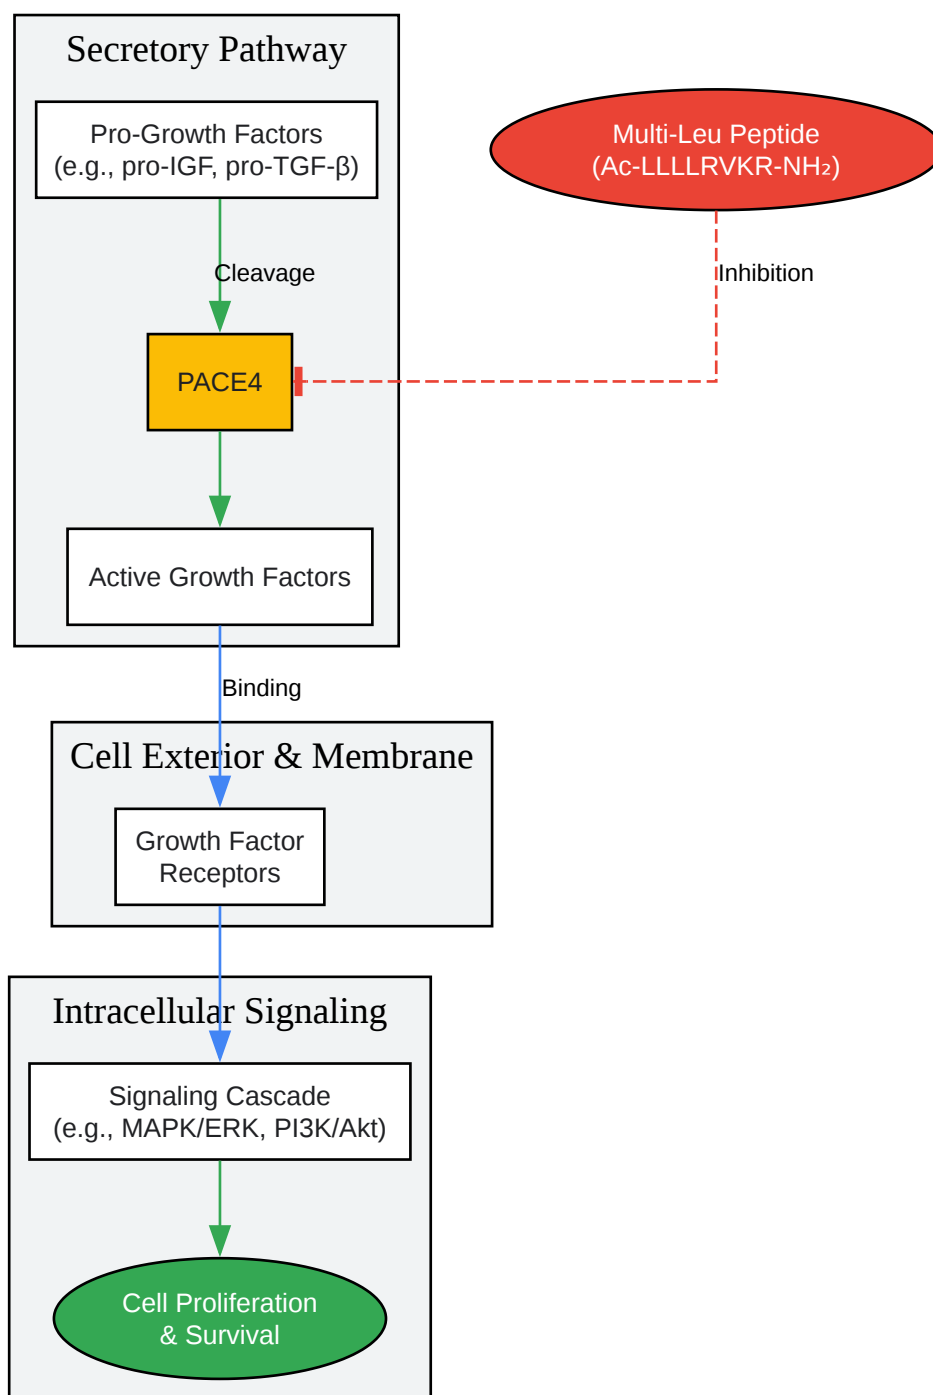 Secretory Pathway
Pro-Growth Factors
(e.g., pro-IGF, pro-TGF-β)
Multi-Leu Peptide
(Ac-LLLLRVKR-NH₂)
Cleavage
Inhibition
PACE4
Active Growth Factors
Binding
Cell Exterior & Membrane
Growth Factor
Receptors
Intracellular Signaling
Signaling Cascade
(e.g., MAPK/ERK, PI3K/Akt)
Cell Proliferation
& Survival